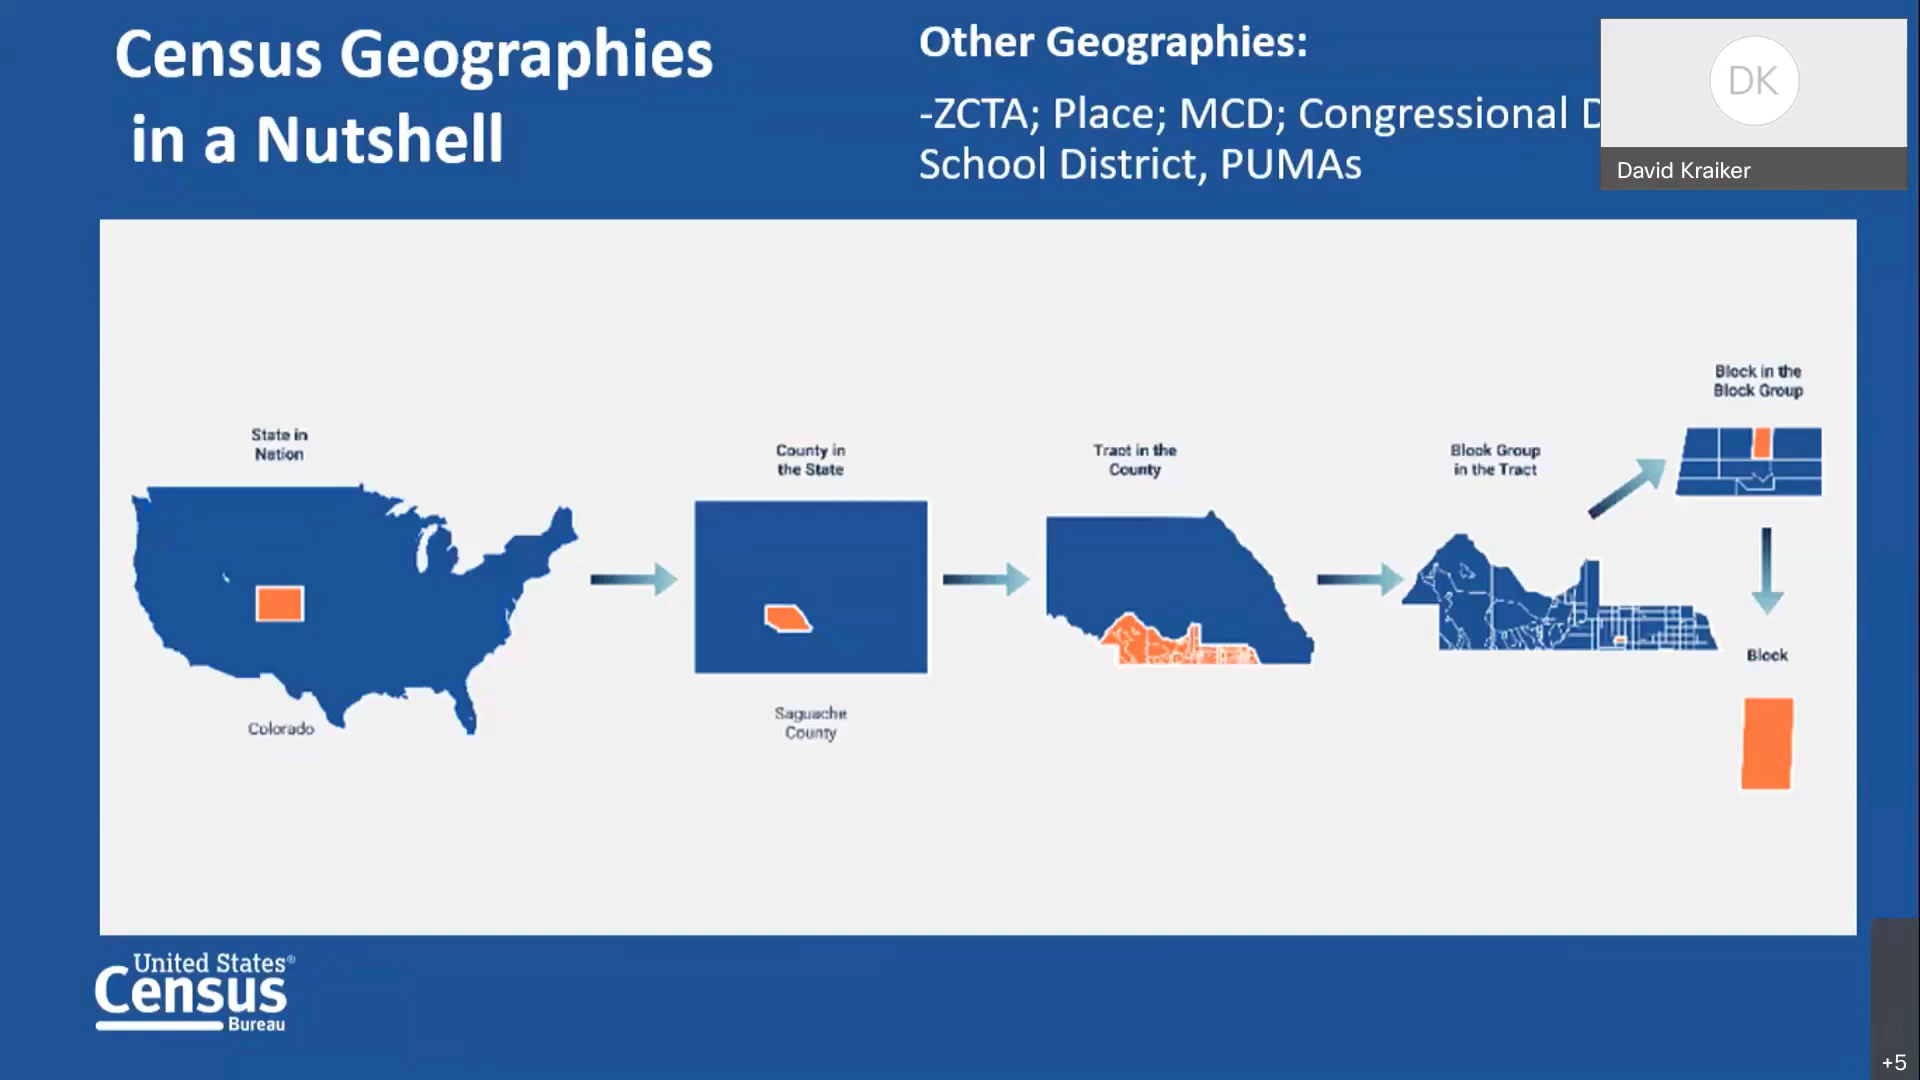 Census Geographies
in a Nutshell
Other Geographies:
-ZCTA; Place; MCD; Congressional
School District, PUMAs
DK
David Kraiker
State in
Nation
Colorado
County in
the State
Saguache
County
Tract in the
County
Block Group
in the Tract
Block in the
Block Group
Block
United States®
Census
Bureau
+5